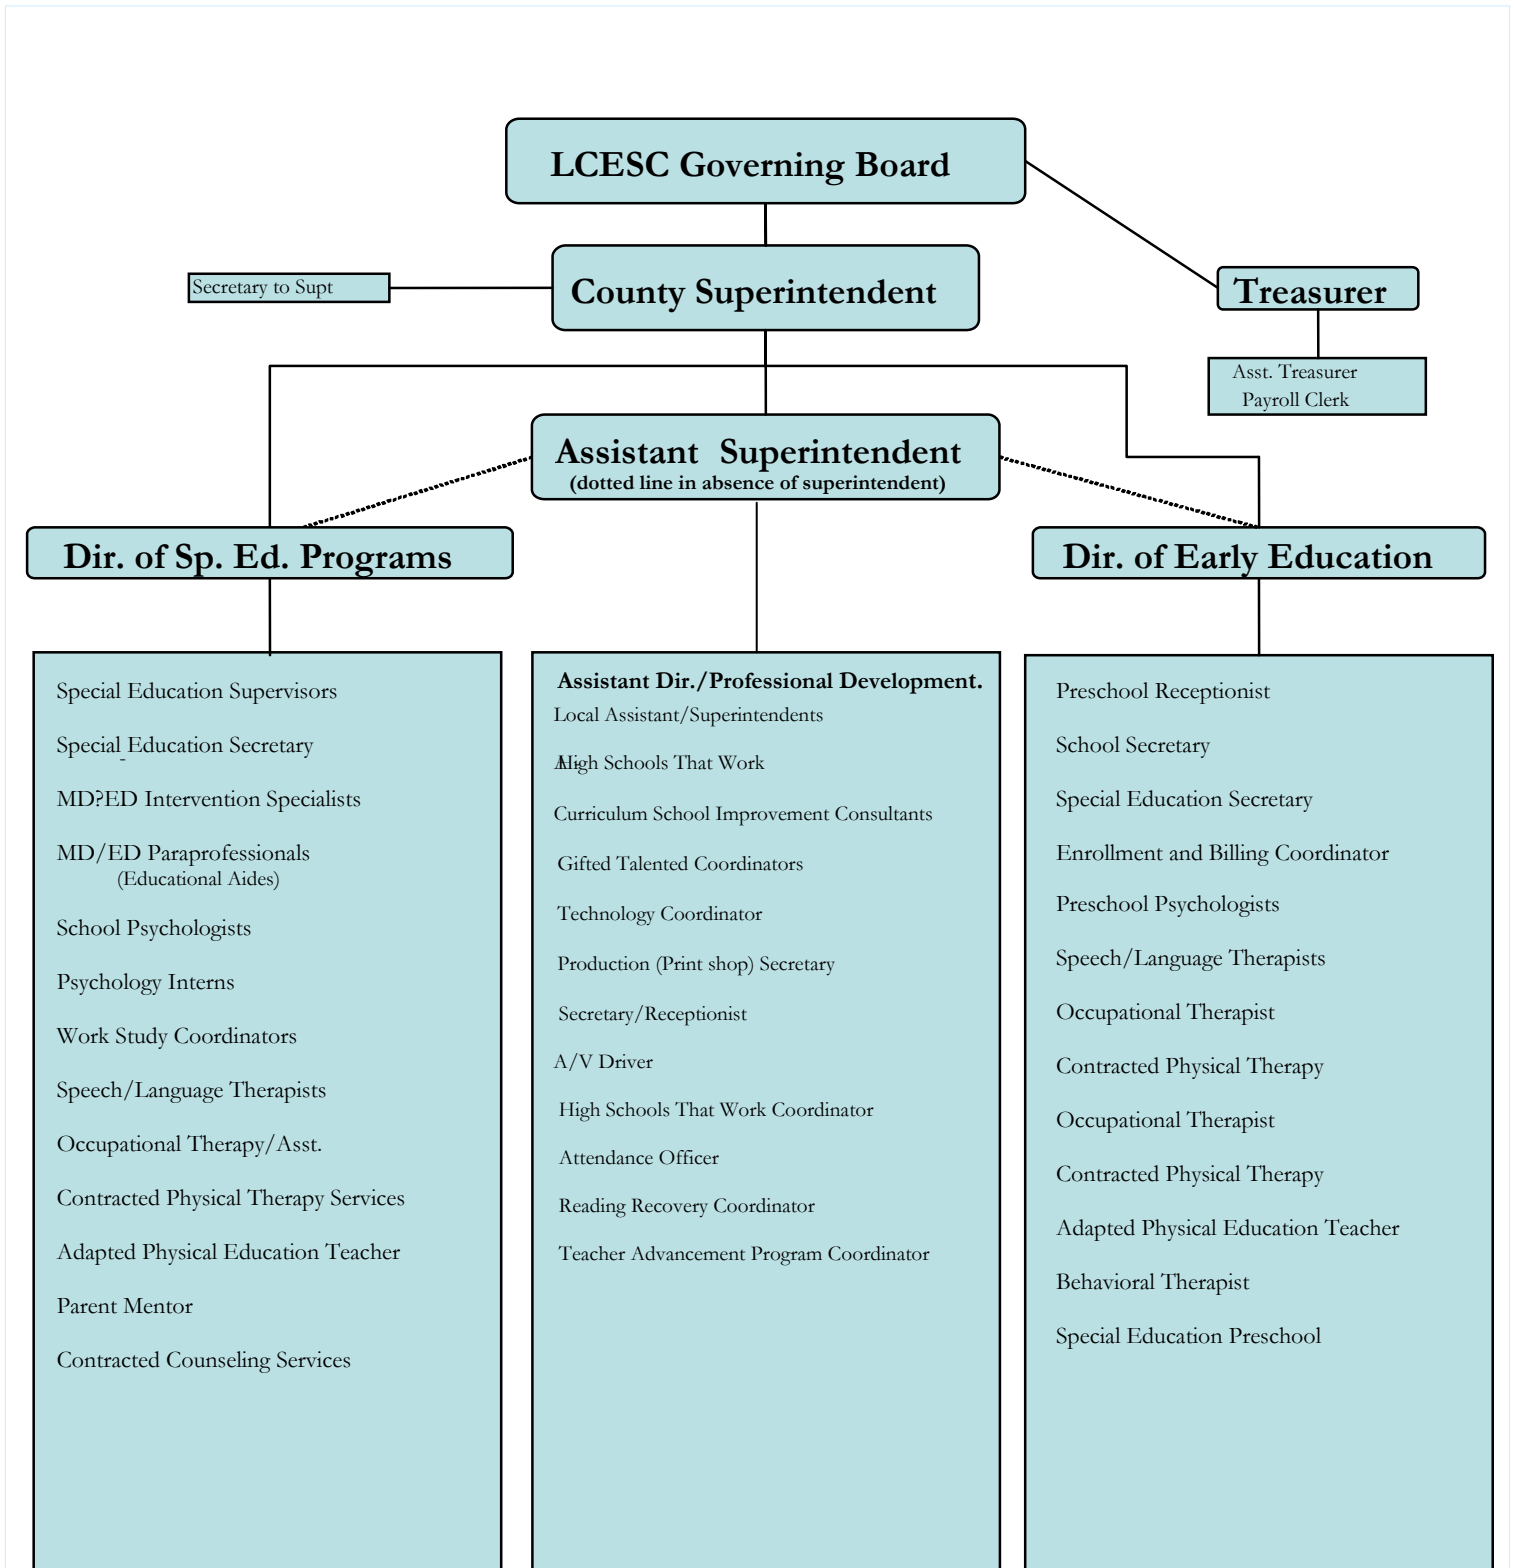 LCESC Governing Board
County Superintendent
Secretary to Supt
Treasurer
Asst. Treasurer
Payroll Clerk
Assistant Superintendent
(dotted line in absence of superintendent)
Dir. of Sp. Ed. Programs
Dir. of Early Education
Special Education Supervisors
Special Education Secretary
MD?ED Intervention Specialists
MD/ED Paraprofessionals
(Educational Aides)
School Psychologists
Psychology Interns
Work Study Coordinators
Speech/Language Therapists
Occupational Therapy/Asst.
Contracted Physical Therapy Services
Adapted Physical Education Teacher
Parent Mentor
Contracted Counseling Services
Assistant Dir./Professional Development.
Local Assistant/Superintendents
High Schools That Work
Curriculum School Improvement Consultants
Gifted Talented Coordinators
Technology Coordinator
Production (Print shop) Secretary
Secretary/Receptionist
A/V Driver
High Schools That Work Coordinator
Attendance Officer
Reading Recovery Coordinator
Teacher Advancement Program Coordinator
Preschool Receptionist
School Secretary
Special Education Secretary
Enrollment and Billing Coordinator
Preschool Psychologists
Speech/Language Therapists
Occupational Therapist
Contracted Physical Therapy
Occupational Therapist
Contracted Physical Therapy
Adapted Physical Education Teacher
Behavioral Therapist
Special Education Preschool